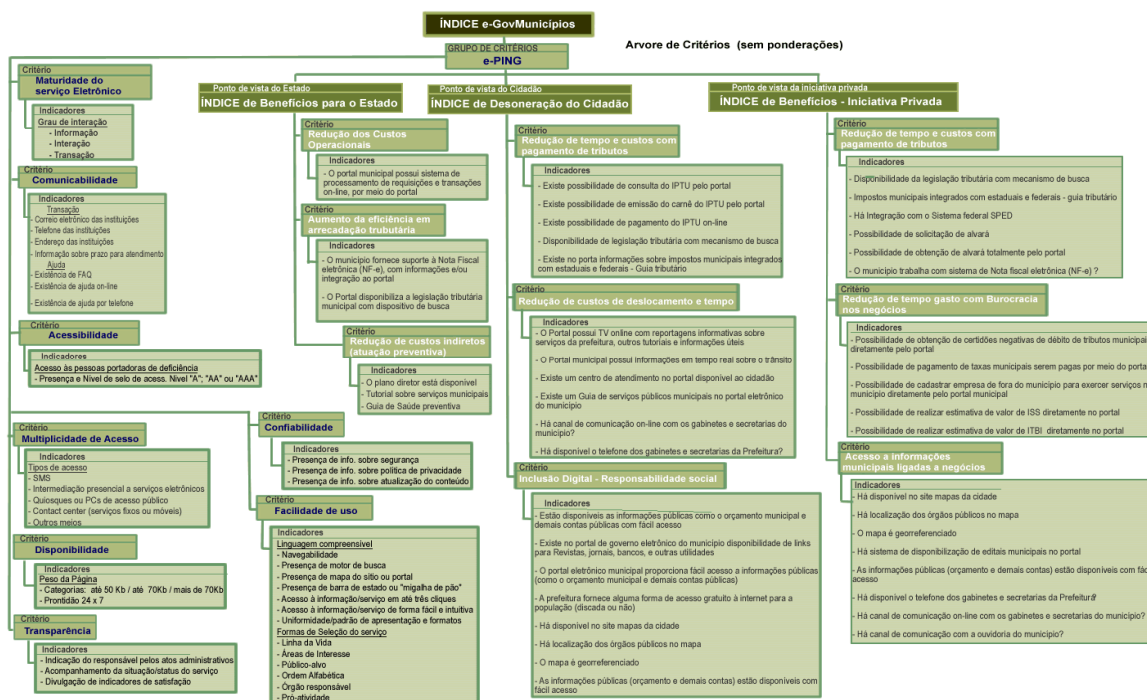 ÍNDICE e-GovMunicipios
Arvore de Critérios (sem ponderações)
GRUPO DE CRITÉRIOS
e-PING
Critério
Maturidade do
serviço Eletrônico
Indicadores
Grau de interação
- Informação
- Interação
- Transação
Critério
Comunicabilidade
Indicadores
Transação
- Correio eletrônico das instituições
- Telefone das instituições
- Endereço das instituições
- Informação sobre prazo para atendimento
Ajuda
- Existência de FAQ
- Existência de ajuda on-line
- Existência de ajuda por telefone
Critério
Acessibilidade
Indicadores
Acesso às pessoas portadoras de deficiência
- Presença e Nível de selo de acess. Nivel "A"; "AA" ou "AAA"
Critério
Multiplicidade de Acesso
Indicadores
Tipos de acesso
- SMS
- Intermediação presencial a serviços eletrônicos
- Quiosques ou PCs de acesso público
- Contact center (serviços fixos ou móveis)
- Outros meios
Critério
Disponibilidade
Indicadores
Peso da Página
- Categorias: até 50 Kb / até 70Kb / mais de 70Kb
- Prontidão 24 x 7
Critério
Transparência
Indicadores
- Indicação do responsável pelos atos administrativos
- Acompanhamento da situação/status do serviço
- Divulgação de indicadores de satisfação
Critério
Confiabilidade
Indicadores
- Presença de info. sobre segurança
- Presença de info. sobre política de privacidade
- Presença de info. sobre atualização do conteúdo
Critério
Facilidade de uso
Indicadores
Linguagem compreensível
- Navegabilidade
- Presença de motor de busca
- Presença de mapa do sítio ou portal
- Presença de barra de estado ou "migalha de pão"
- Acesso à informação/serviço em até três cliques
- Acesso à informação/serviço de forma fácil e intuitiva
- Uniformidade/padrão de apresentação e formatos
Formas de Seleção do serviço
- Linha da Vida
- Áreas de Interesse
- Público-alvo
- Ordem Alfabética
- Órgão responsável
- Pró-atividade
Ponto de vista do Estado
ÍNDICE de Benefícios para o Estado
Critério
Redução dos Custos
Operacionais
Indicadores
- O portal municipal possui sistema de
processamento de requisições e transações
on-line, por meio do portal
Critério
Aumento da eficiência em
arrecadação trubutária
Indicadores
- O município fornece suporte à Nota Fiscal
eletrônica (NF-e), com informações e/ou
integração ao portal
- O Portal disponibiliza a legislação tributária
municipal com dispositivo de busca
Critério
Redução de custos indiretos
(atuação preventiva)
Indicadores
- O plano diretor está disponivel
- Tutorial sobre serviços municipais
- Guia de Saúde preventiva
Ponto de vista do Cidadão
ÍNDICE de Desoneração do Cidadão
Critério
Redução de tempo e custos com
pagamento de tributos
Indicadores
- Existe possibilidade de consulta do IPTU pelo portal
- Existe possibilidade de emissão do carnê do IPTU pelo portal
- Existe possibilidade de pagamento do IPTU on-line
- Disponibilidade de legislação tributária com mecanismo de busca
- Existe no porta informações sobre impostos municipais integrados
com estaduais e federais - Guia tributário
Critério
Redução de custos de deslocamento e tempo
Indicadores
- O Portal possui TV online com reportagens informativas sobre
serviços da prefeitura, outros tutoriais e informações úteis
- O Portal municipal possui informações em tempo real sobre o trânsito
- Existe um centro de atendimento no portal disponível ao cidadão
- Existe um Guia de serviços públicos municipais no portal eletrônico
do município
- Há canal de comunicação on-line com os gabinetes e secretarias do
município?
- Há disponível o telefone dos gabinetes e secretarias da Prefeitura?
Critério
Inclusão Digital - Responsabilidade social
Indicadores
- Estão disponíveis as informações públicas como o orçamento municipal e
demais contas públicas com fácil acesso
- Existe no portal de governo eletrônico do município disponibilidade de links
para Revistas, jornais, bancos, e outras utilidades
- O portal eletrônico municipal proporciona fácil acesso a informações públicas
(como o orçamento municipal e demais contas públicas)
- A prefeitura fornece alguma forma de acesso gratuito à internet para a
população (discada ou não)
- Há disponível no site mapas da cidade
- Há localização dos órgãos públicos no mapa
- O mapa é georreferenciado
- As informações públicas (orçamento e demais contas) estão disponíveis com
fácil acesso
Ponto de vista da iniciativa privada
ÍNDICE de Benefícios - Iniciativa Privada
Critério
Redução de tempo e custos com
pagamento de tributos
Indicadores
- Disponibilidade da legislação tributária com mecanismo de busca
- Impostos municipais integrados com estaduais e federais - guia tributário
- Há Integração com o Sistema federal SPED
- Possibilidade de solicitação de alvará
- Possibilidade de obtenção de alvará totalmente pelo portal
- O município trabalha com sistema de Nota fiscal eletrônica (NF-e) ?
Critério
Redução de tempo gasto com Burocracia
nos negócios
Indicadores
- Possibilidade de obtenção de certidões negativas de débito de tributos municipais
diretamente pelo portal
- Possibilidade de pagamento de taxas municipais serem pagas por meio do portal
- Possibilidade de cadastrar empresa de fora do município para exercer serviços no
município diretamente pelo portal municipal
- Possibilidade de realizar estimativa de valor de ISS diretamente no portal
- Possibilidade de realizar estimativa de valor de ITBI diretamente no portal
Critério
Acesso a informações
municipais ligadas a negócios
Indicadores
- Há disponível no site mapas da cidade
- Há localização dos órgãos públicos no mapa
- O mapa é georreferenciado
- Há sistema de disponibilização de editais municipais no portal
- As informações públicas (orçamento e demais contas) estão disponíveis com fácil
acesso
- Há disponível o telefone dos gabinetes e secretarias da Prefeitura?
- Há canal de comunicação on-line com os gabinetes e secretarias do município?
- Há canal de comunicação com a ouvidoria do município?